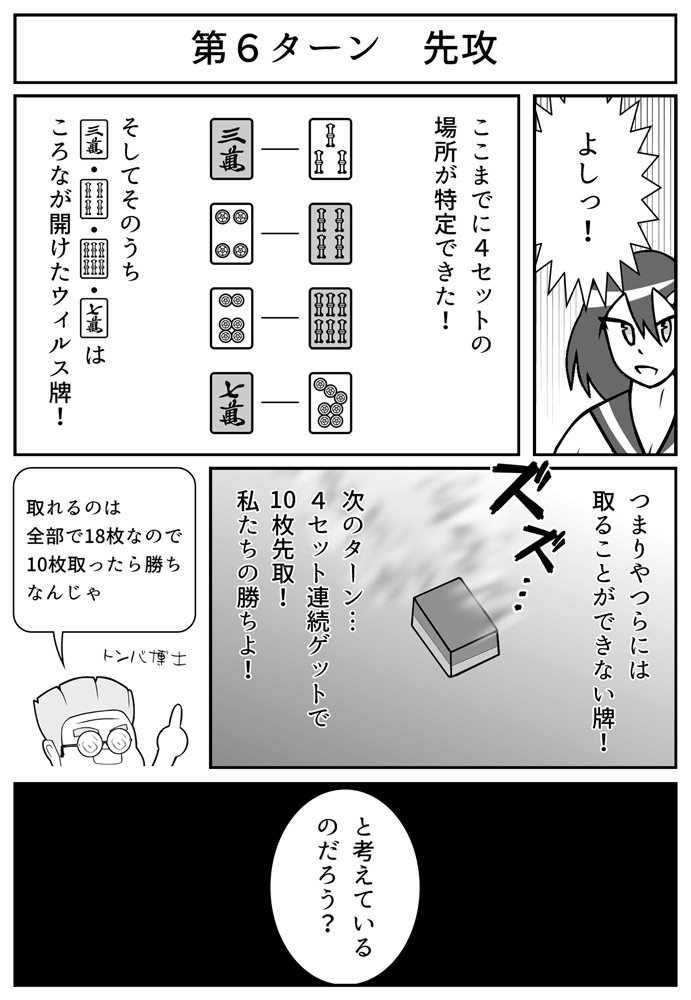 第６ターン　先攻
よしっ！
ここまでに４セットの
場所が特定できた！
三萬
七萬
そしてそのうち
三萬・・・七萬は
ころなが開けたウィルス牌！
つまりやつらには
取ることができない牌！
ズズ…
次のターン…
４セット連続ゲットで
10枚先取！
私たちの勝ちよ！
取れるのは
全部で18枚なので
10枚取ったら勝ち
なんじゃ
トンパ博士
と考えている
のだろう？